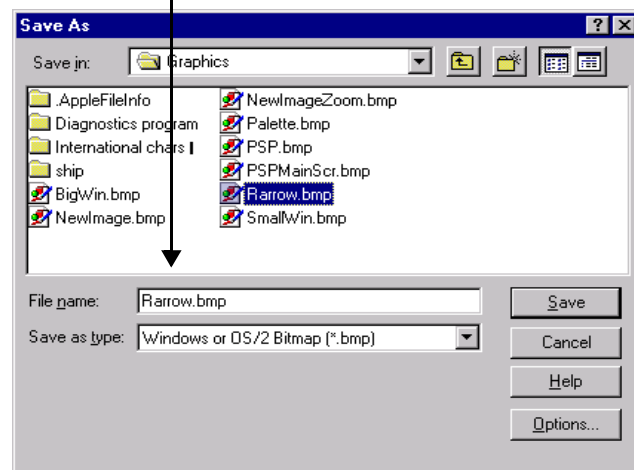 Save As
Save in: Graphics
.AppleFileInfo
Diagnostics program
International chars
ship
BigWin.bmp
NewImage.bmp
NewImageZoom.bmp
Palette.bmp
PSP.bmp
PSPMainScr.bmp
Rarrow.bmp
SmallWin.bmp
File name: Rarrow.bmp
Save
Save as type: Windows or OS/2 Bitmap (*.bmp)
Cancel
Help
Options...